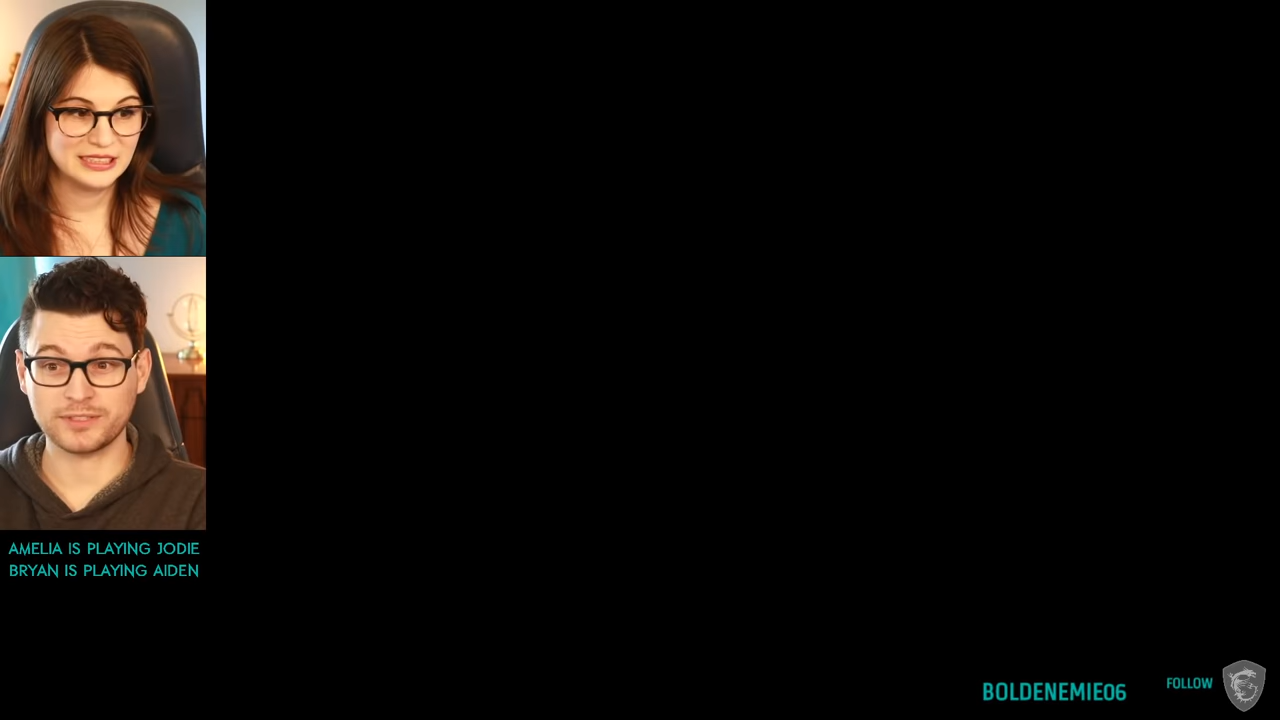 AMELIA IS PLAYING JODIE
BRYAN IS PLAYING AIDEN
BOLDENEMIE06
FOLLOW